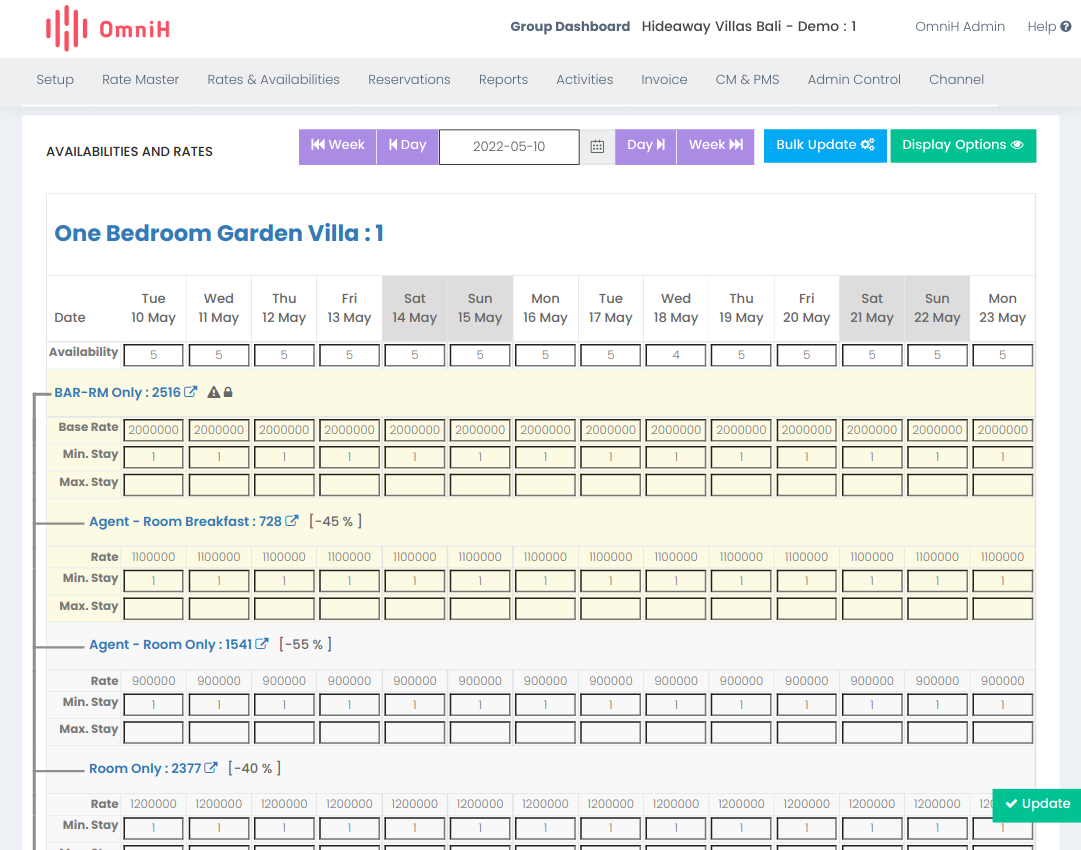 OmniH
Group Dashboard Hideaway Villas Bali - Demo : 1 OmniH Admin Help
Setup Rate Master Rates & Availabilities Reservations Reports Activities Invoice CM & PMS Admin Control Channel
AVAILABILITIES AND RATES Week Day 2022-05-10 Day Week Bulk Update Display Options
One Bedroom Garden Villa : 1
Tue Wed Thu Fri Sat Sun Mon Tue Wed Thu Fri Sat Sun Mon
Date 10 May 11 May 12 May 13 May 14 May 15 May 16 May 17 May 18 May 19 May 20 May 21 May 22 May 23 May
Availability 5 5 5 5 5 5 5 5 4 5 5 5 5 5
BAR-RM Only : 2516
Base Rate 2000000 2000000 2000000 2000000 2000000 2000000 2000000 2000000 2000000 2000000 2000000 2000000 2000000 2000000
Min. Stay 1 1 1 1 1 1 1 1 1 1 1 1 1 1
Max. Stay
Agent - Room Breakfast : 728 [-45 % ]
Rate 1100000 1100000 1100000 1100000 1100000 1100000 1100000 1100000 1100000 1100000 1100000 1100000 1100000 1100000
Min. Stay 1 1 1 1 1 1 1 1 1 1 1 1 1 1
Max. Stay
Agent - Room Only : 1541 [-55 % ]
Rate 900000 900000 900000 900000 900000 900000 900000 900000 900000 900000 900000 900000 900000 900000
Min. Stay 1 1 1 1 1 1 1 1 1 1 1 1 1 1
Max. Stay
Room Only : 2377 [-40 % ]
Rate 1200000 1200000 1200000 1200000 1200000 1200000 1200000 1200000 1200000 1200000 1200000 1200000 1200000
Update
Min. Stay 1 1 1 1 1 1 1 1 1 1 1 1 1 1